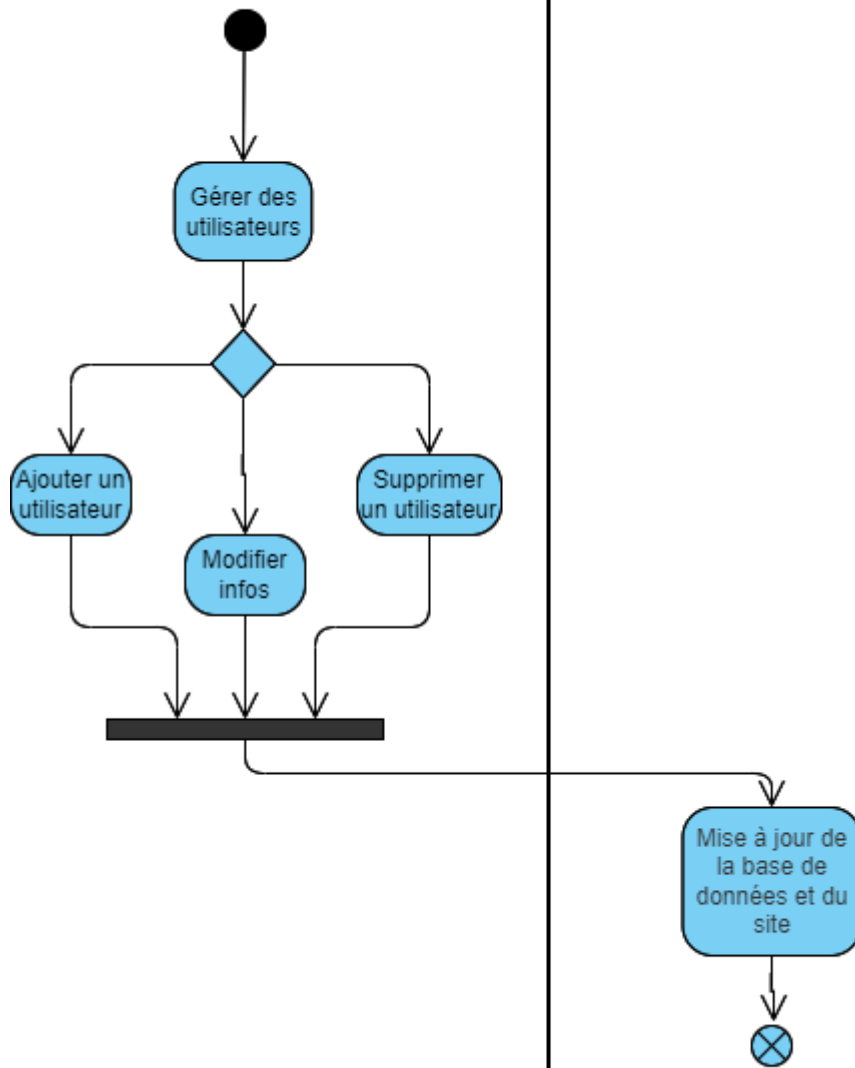 Gérer des
utilisateurs
Ajouter un
utilisateur
Supprimer
un utilisateur
Modifier
infos
Mise à jour de
la base de
données et du
site